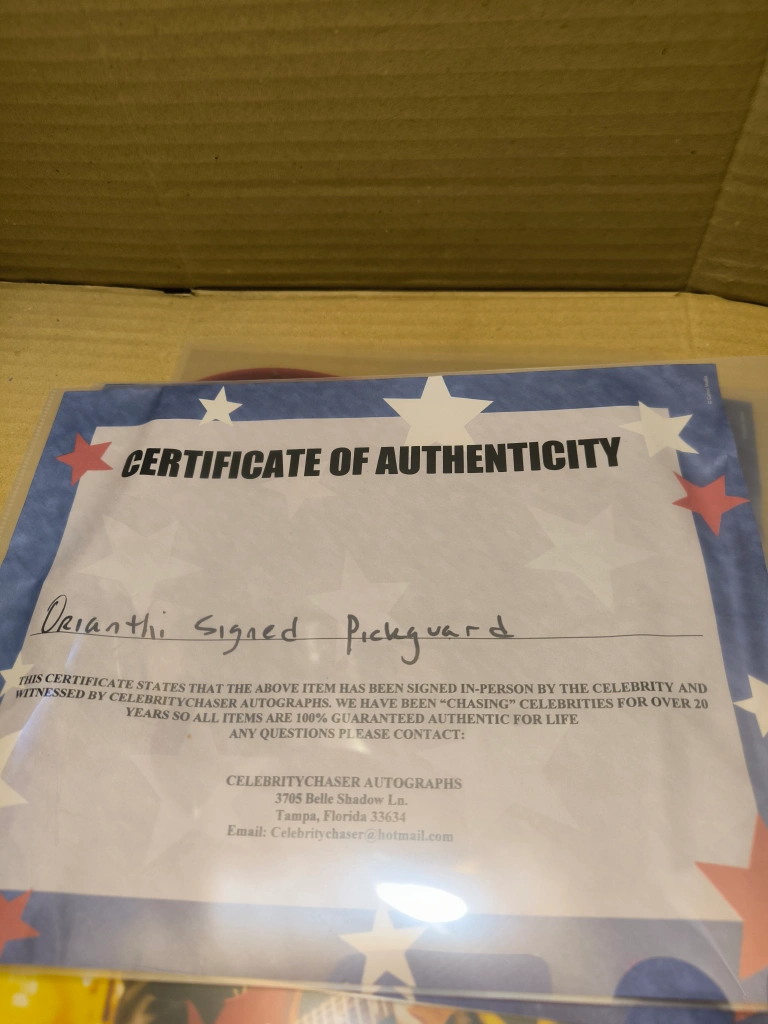 CERTIFICATE OF AUTHENTICITY
Orianthi Signed Pickguard
THIS CERTIFICATE STATES THAT THE ABOVE ITEM HAS BEEN SIGNED IN-PERSON BY THE CELEBRITY AND
WITNESSED BY CELEBRITYCHASER AUTOGRAPHS. WE HAVE BEEN “CHASING” CELEBRITIES FOR OVER 20
YEARS SO ALL ITEMS ARE 100% GUARANTEED AUTHENTIC FOR LIFE
ANY QUESTIONS PLEASE CONTACT:
CELEBRITYCHASER AUTOGRAPHS
3705 Belle Shadow Ln.
Tampa, Florida 33634
Email: Celebritychaser@hotmail.com